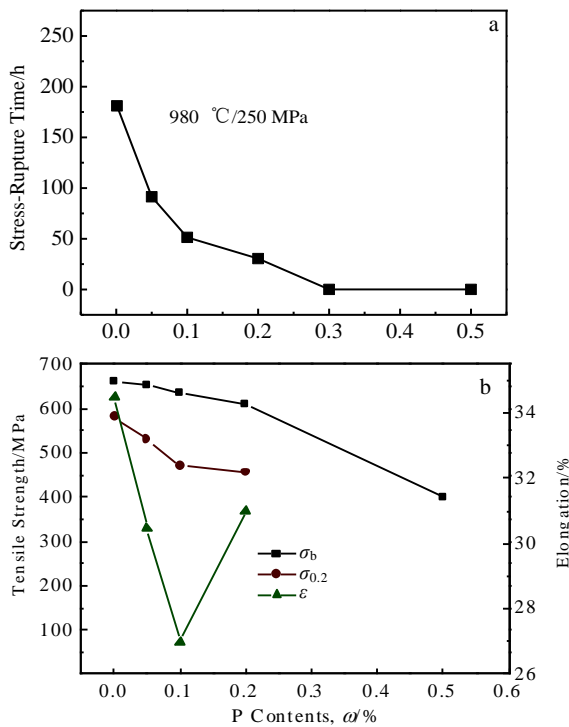 a
250
200
150
100
50
0
Stress-Rupture Time/h
980 ℃/250 MPa
0.0 0.1 0.2 0.3 0.4 0.5
b
700
600
500
400
300
200
100
Tensile Strength/MPa
34
32
30
28
26
Elongation/%
σb
σ0.2
ε
0.0 0.1 0.2 0.3 0.4 0.5
P Contents, ω/%